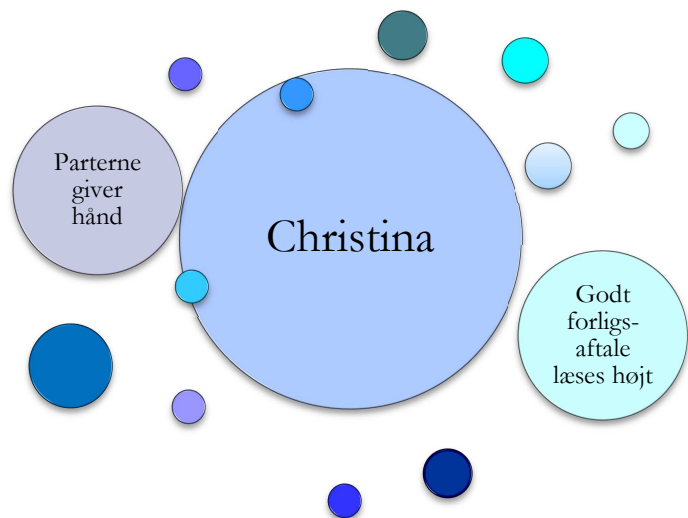 Parterne
giver
hånd
Christina
Godt
forligs-
aftale
læses højt